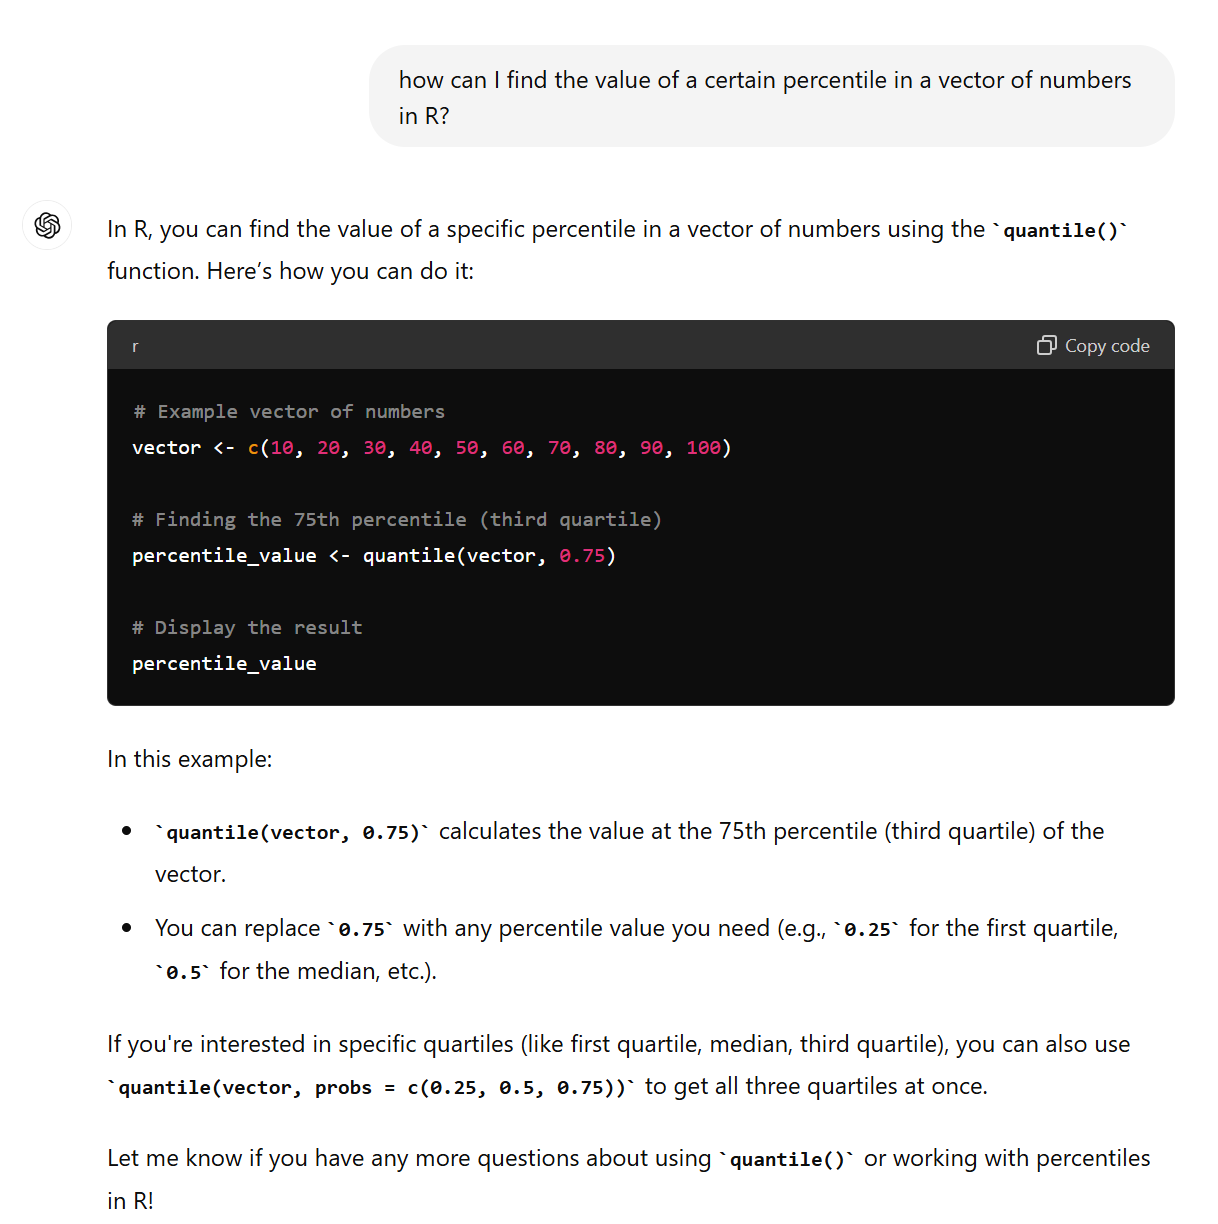 how can I find the value of a certain percentile in a vector of numbers
in R?
In R, you can find the value of a specific percentile in a vector of numbers using the `quantile()`
function. Here’s how you can do it:
r
Copy code
# Example vector of numbers
vector <- c(10, 20, 30, 40, 50, 60, 70, 80, 90, 100)
# Finding the 75th percentile (third quartile)
percentile_value <- quantile(vector, 0.75)
# Display the result
percentile_value
In this example:
• `quantile(vector, 0.75)` calculates the value at the 75th percentile (third quartile) of the
vector.
• You can replace `0.75` with any percentile value you need (e.g., `0.25` for the first quartile,
`0.5` for the median, etc.).
If you're interested in specific quartiles (like first quartile, median, third quartile), you can also use
`quantile(vector, probs = c(0.25, 0.5, 0.75))` to get all three quartiles at once.
Let me know if you have any more questions about using `quantile()` or working with percentiles
in R!